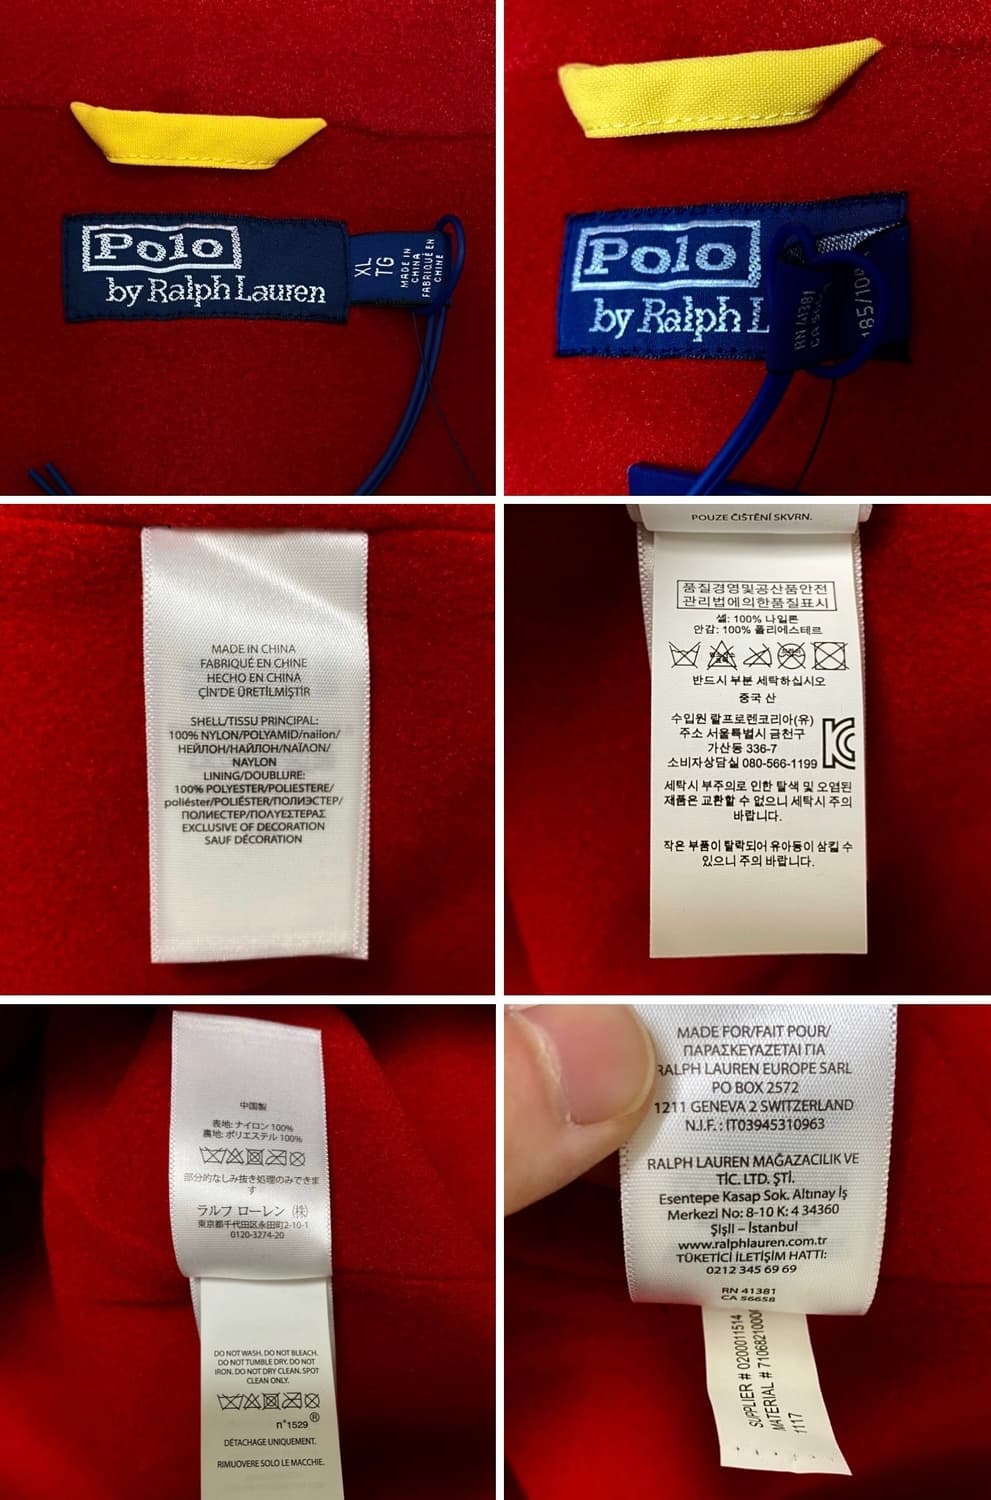 Polo
by Ralph Lauren
XL
TG
MADE IN
CHINA
FABRIQUÉ EN
CHINE
Polo
by Ralph L
RN 41381
CA
185/10
MADE IN CHINA
FABRIQUÉ EN CHINE
HECHO EN CHINA
ÇİN'DE ÜRETİLMİŞTİR
SHELL/TISSU PRINCIPAL:
100% NYLON/POLYAMID/nailon/
НЕЙЛОН/НАЙЛОН/ΝΑΪΛΟΝ/
NAYLON
LINING/DOUBLURE:
100% POLYESTER/POLIESTERE/
poliéster/POLIÉSTER/ПОЛИЭСТЕР/
ПОЛИЕСТЕР/ΠΟΛΥΕΣΤΕΡΑΣ
EXCLUSIVE OF DECORATION
SAUF DÉCORATION
POUZE ČIŠTĚNÍ SKVRN.
품질경영및공산품안전
관리법에의한품질표시
셸: 100% 나일론
안감: 100% 폴리에스테르
반드시 부분 세탁하십시오
중국 산
수입원 랄프로렌코리아(유)
주소 서울특별시 금천구
가산동 336-7
소비자상담실 080-566-1199
세탁시 부주의로 인한 탈색 및 오염된
제품은 교환할 수 없으니 세탁시 주의
바랍니다.
작은 부품이 탈락되어 유아동이 삼킬 수
있으니 주의 바랍니다.
中国製
表地: ナイロン 100%
裏地: ポリエステル 100%
部分的なしみ抜き処理のみできま
す
ラルフ ローレン (株)
東京都千代田区永田町2-10-1
0120-3274-20
DO NOT WASH. DO NOT BLEACH.
DO NOT TUMBLE DRY. DO NOT
IRON. DO NOT DRY CLEAN. SPOT
CLEAN ONLY.
n°1529®
DÉTACHAGE UNIQUEMENT.
RIMUOVERE SOLO LE MACCHIE.
MADE FOR/FAIT POUR/
ΠΑΡΑΣΚΕΥΑΖΕΤΑΙ ΓΙΑ
RALPH LAUREN EUROPE SARL
PO BOX 2572
1211 GENEVA 2 SWITZERLAND
N.I.F. : IT03945310963
RALPH LAUREN MAĞAZACILIK VE
TİC. LTD. ŞTİ.
Esentepe Kasap Sok. Altınay İş
Merkezi No: 8-10 K: 4 34360
Şişli – İstanbul
www.ralphlauren.com.tr
TÜKETİCİ İLETİŞİM HATTI:
0212 345 69 69
RN 41381
CA 56658
SUPPLIER # 0200011514
MATERIAL # 710682100
1117